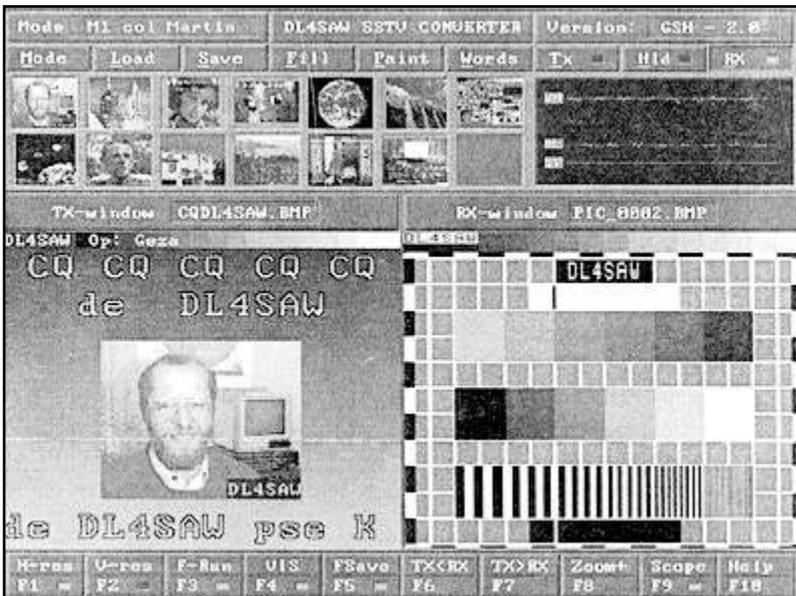 Mode M1 col Martin DL4SAW SSTV CONVERTER Version: GSH - 2.0
Mode Load Save Fill Paint Words Tx Hld RX
TX-window CQDL4SAW.BMP RX-window PIC_0002.BMP
DL4SAW Op: Geza DL4SAW
CQ CQ CQ CQ CQ
de DL4SAW
DL4SAW
DL4SAW
de DL4SAW pse K
H-res V-res F-Run VIS FSave TX<RX TX>RX Zoom+ Scope Help
F1 F2 F3 F4 F5 F6 F7 F8 F9 F10